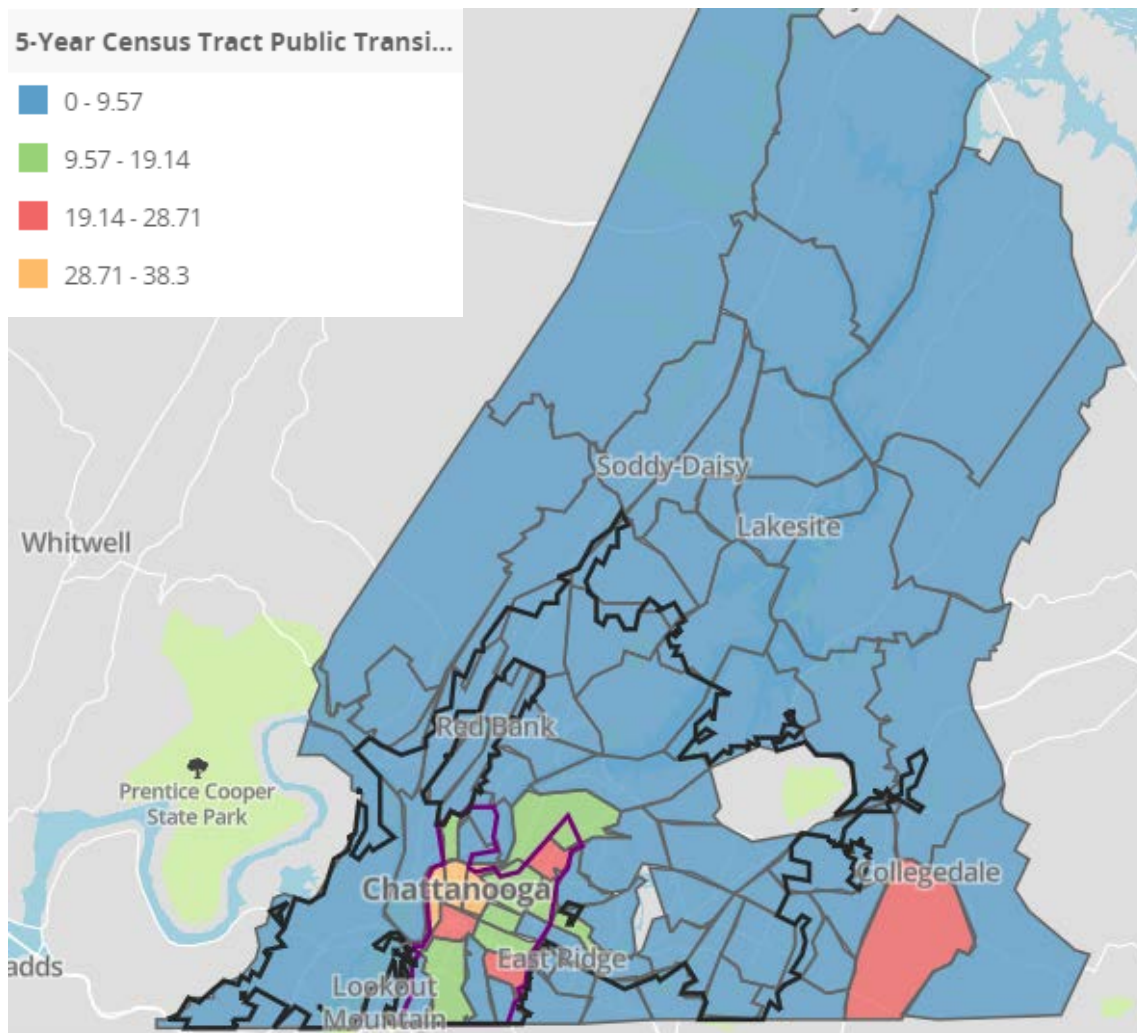 5-Year Census Tract Public Transi...
0 - 9.57
9.57 - 19.14
19.14 - 28.71
28.71 - 38.3
Soddy-Daisy
Lakesite
Whitwell
Red Bank
Prentice Cooper
State Park
Chattanooga
Collegedale
East Ridge
adds
Lookout
Mountain